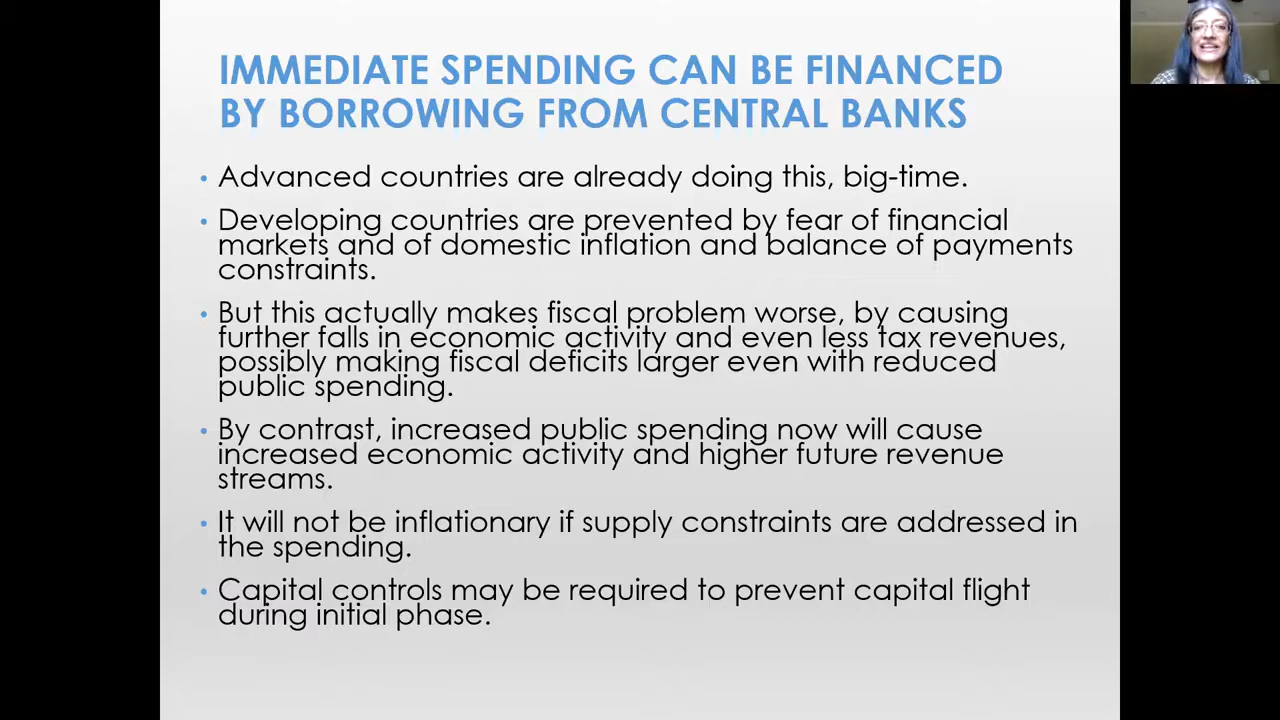 IMMEDIATE SPENDING CAN BE FINANCED
BY BORROWING FROM CENTRAL BANKS
• Advanced countries are already doing this, big-time.
• Developing countries are prevented by fear of financial
markets and of domestic inflation and balance of payments
constraints.
• But this actually makes fiscal problem worse, by causing
further falls in economic activity and even less tax revenues,
possibly making fiscal deficits larger even with reduced
public spending.
• By contrast, increased public spending now will cause
increased economic activity and higher future revenue
streams.
• It will not be inflationary if supply constraints are addressed in
the spending.
• Capital controls may be required to prevent capital flight
during initial phase.